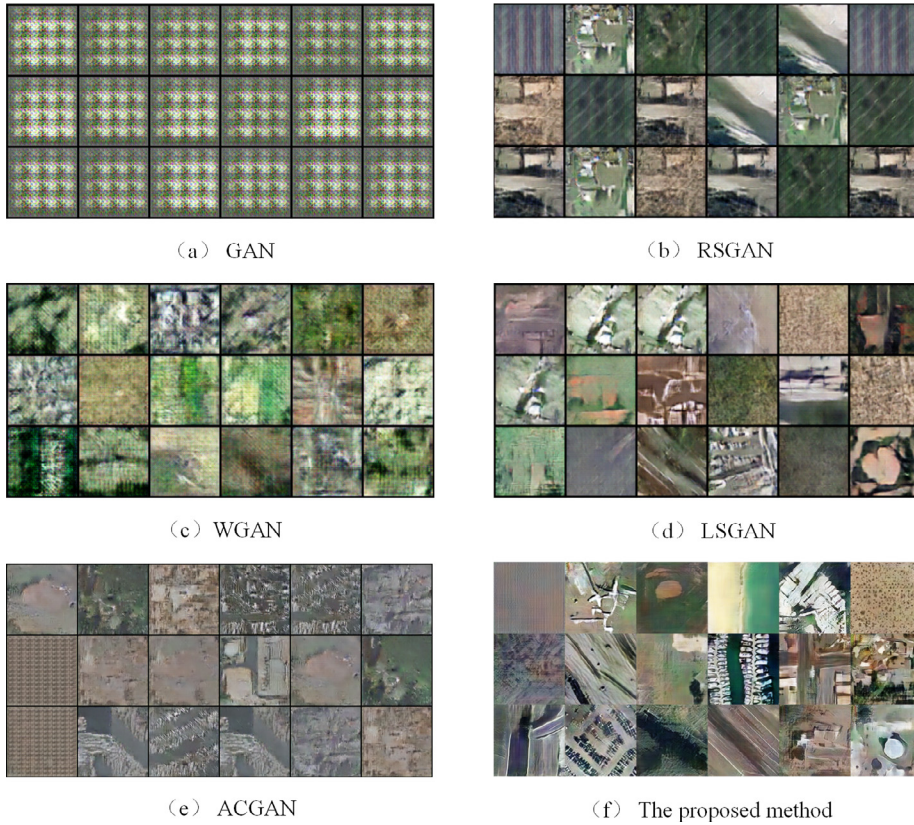 （a） GAN
（b） RSGAN
（c） WGAN
（d） LSGAN
（e） ACGAN
（f） The proposed method